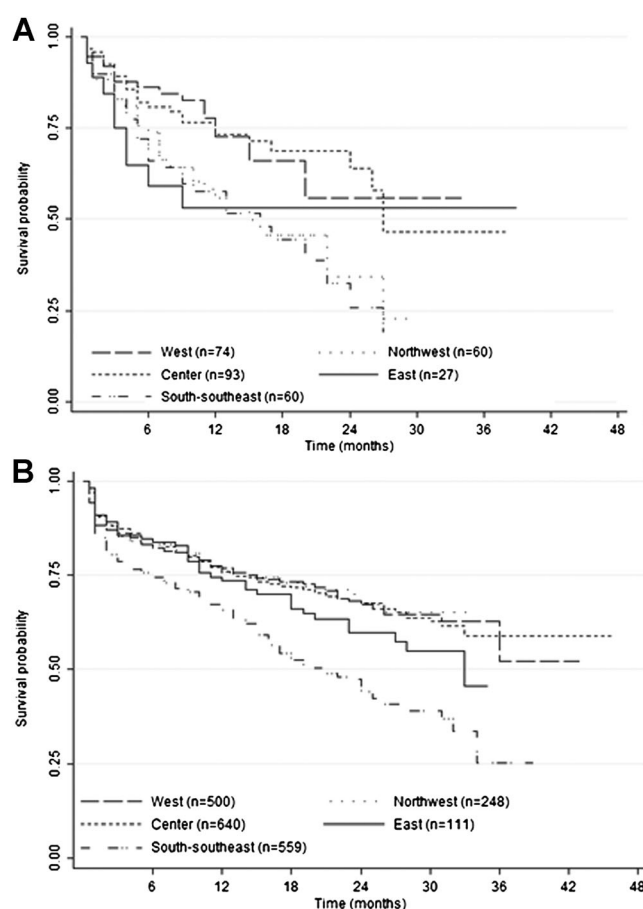 A
Survival probability
1.00
0.75
0.50
0.25
0.00
West (n=74)
Northwest (n=60)
Center (n=93)
East (n=27)
South-southeast (n=60)
6 12 18 24 30 36 42 48
Time (months)
B
Survival probability
1.00
0.75
0.50
0.25
0.00
West (n=500)
Northwest (n=248)
Center (n=640)
East (n=111)
South-southeast (n=559)
6 12 18 24 30 36 42 48
Time (months)